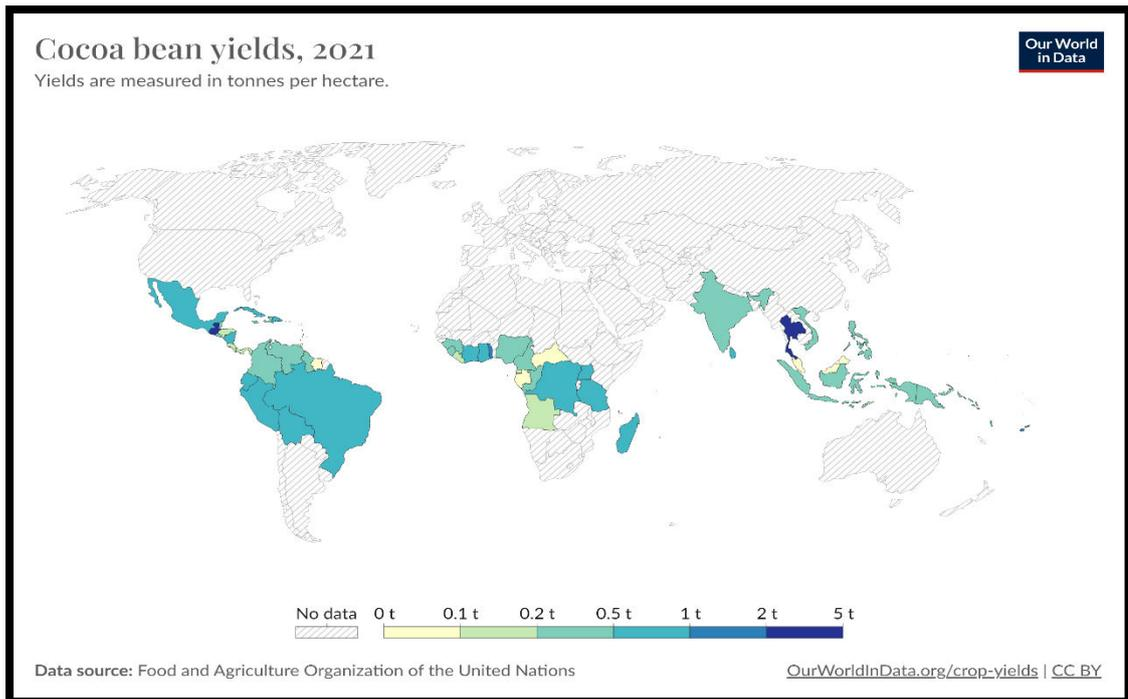 Cocoa bean yields, 2021
Yields are measured in tonnes per hectare.
Our World
in Data
No data 0 t 0.1 t 0.2 t 0.5 t 1 t 2 t 5 t
Data source: Food and Agriculture Organization of the United Nations
OurWorldInData.org/crop-yields | CC BY